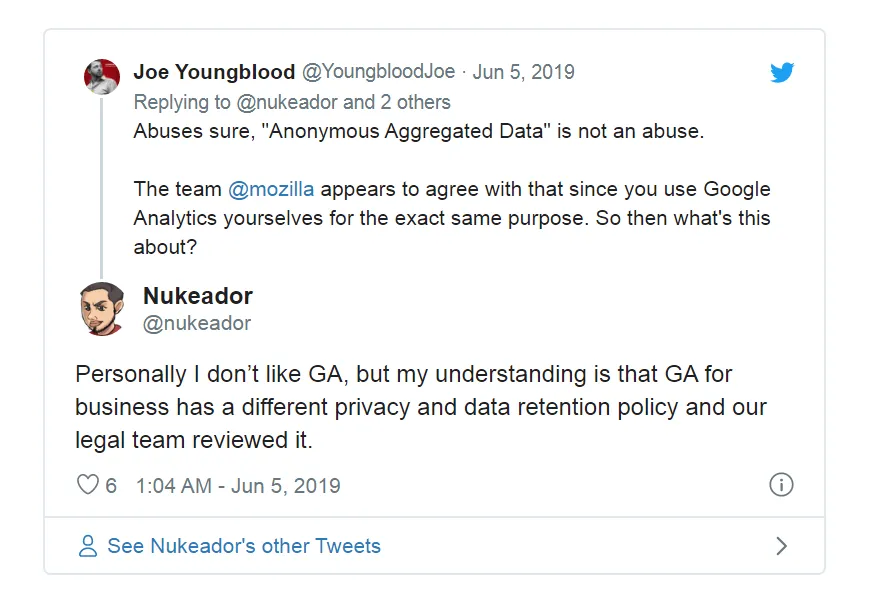 Joe Youngblood @YoungbloodJoe · Jun 5, 2019
Replying to @nukeador and 2 others
Abuses sure, "Anonymous Aggregated Data" is not an abuse.
The team @mozilla appears to agree with that since you use Google
Analytics yourselves for the exact same purpose. So then what's this
about?
Nukeador
@nukeador
Personally I don’t like GA, but my understanding is that GA for
business has a different privacy and data retention policy and our
legal team reviewed it.
6 1:04 AM - Jun 5, 2019
See Nukeador's other Tweets